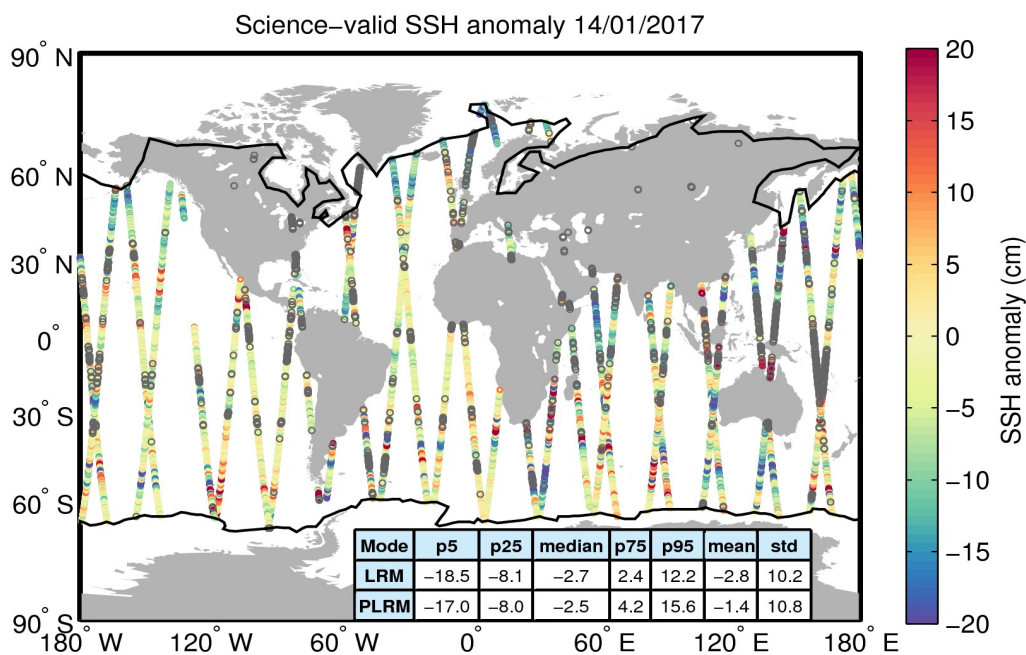 Science−valid SSH anomaly 14/01/2017
90° N
60° N
30° N
0°
30° S
60° S
90° S
180° W 120° W 60° W 0° 60° E 120° E 180° E
Mode p5 p25 median p75 p95 mean std
LRM −18.5 −8.1 −2.7 2.4 12.2 −2.8 10.2
PLRM −17.0 −8.0 −2.5 4.2 15.6 −1.4 10.8
20
15
10
5
0
−5
−10
−15
−20
SSH anomaly (cm)